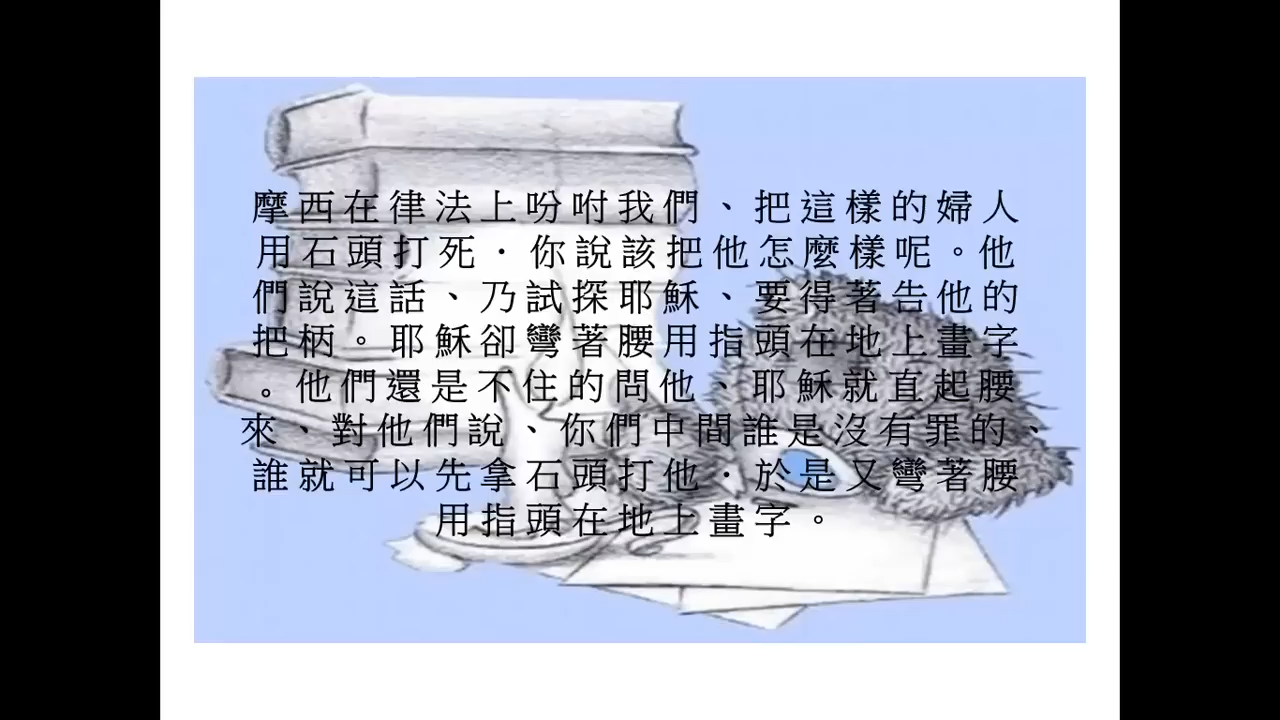 摩西在律法上吩咐我們、把這樣的婦人
用石頭打死．你說該把他怎麼樣呢。他
們說這話、乃試探耶穌、要得著告他的
把柄。耶穌卻彎著腰用指頭在地上畫字
。他們還是不住的問他、耶穌就直起腰
來、對他們說、你們中間誰是沒有罪的、
誰就可以先拿石頭打他．於是又彎著腰
用指頭在地上畫字。